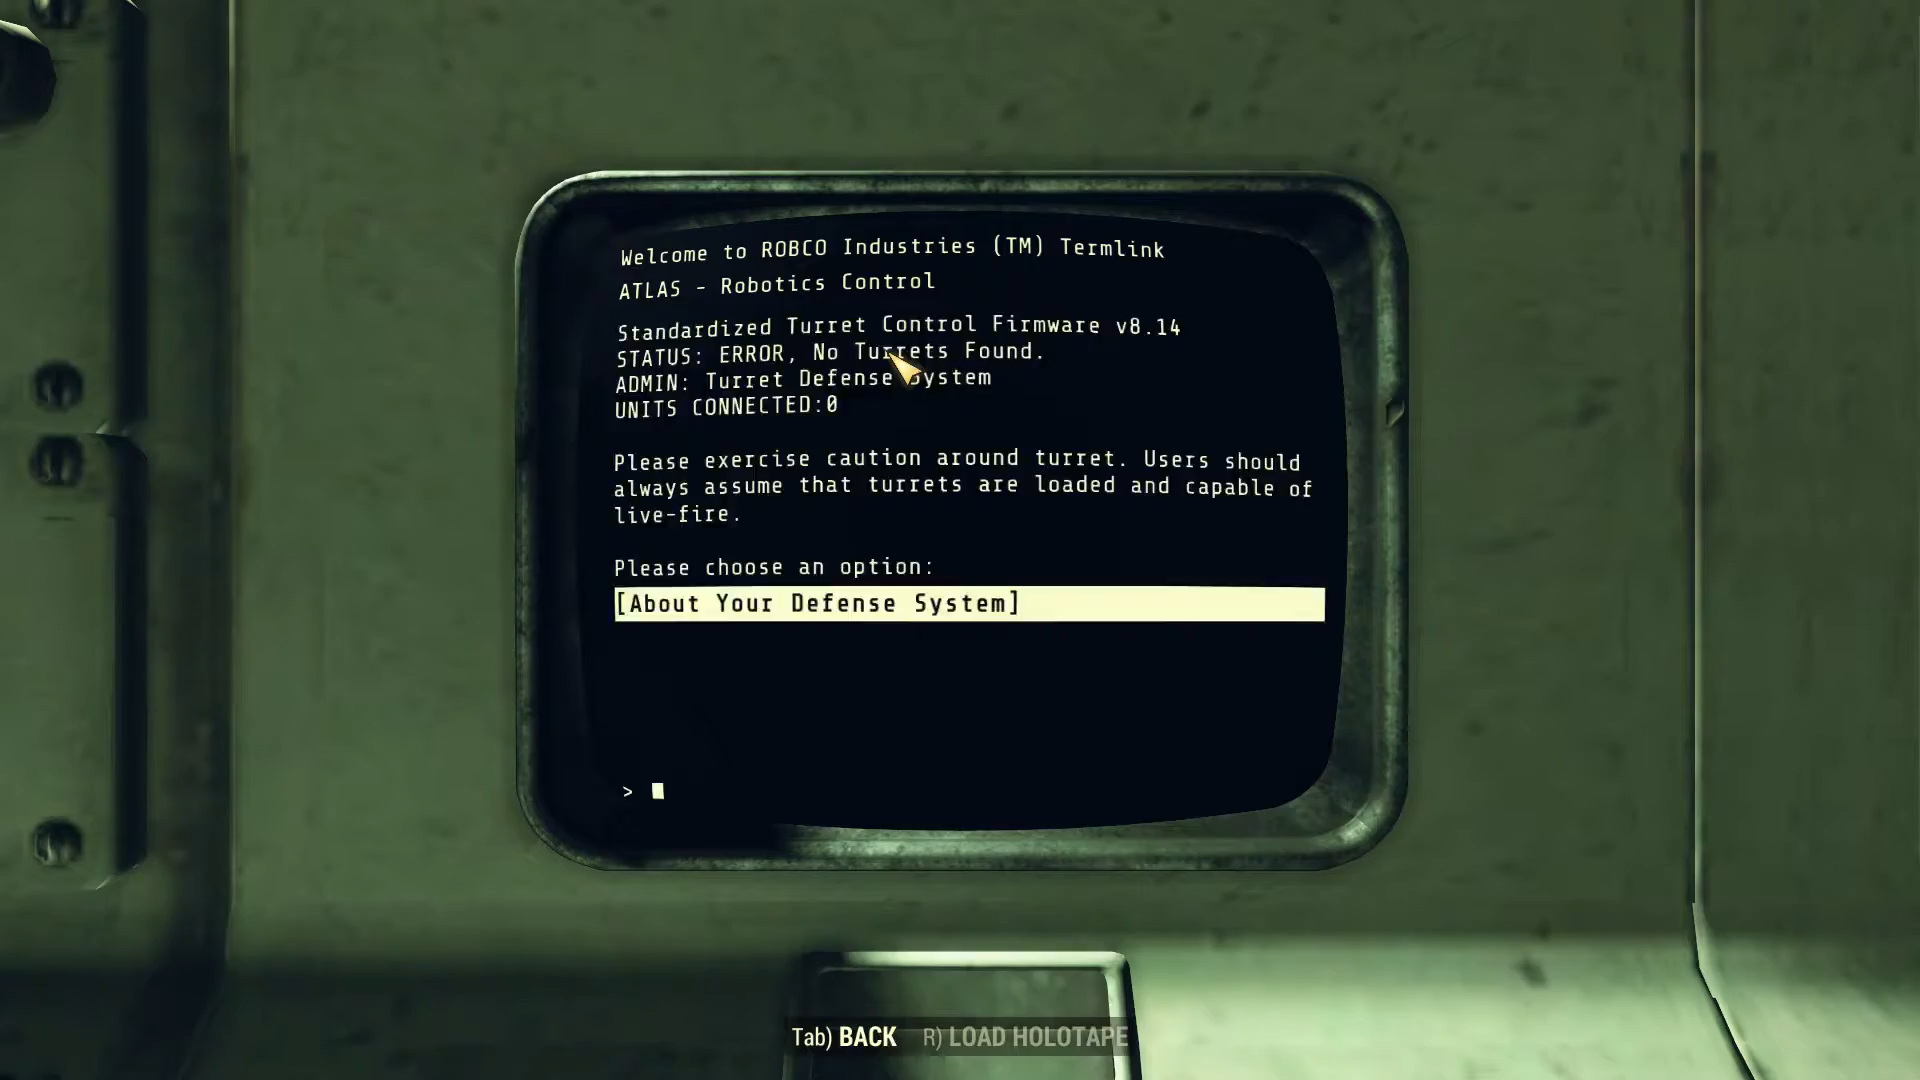 Welcome to ROBCO Industries (TM) Termlink
ATLAS - Robotics Control
Standardized Turret Control Firmware v8.14
STATUS: ERROR, No Turrets Found.
ADMIN: Turret Defense System
UNITS CONNECTED:0
Please exercise caution around turret. Users should
always assume that turrets are loaded and capable of
live-fire.
Please choose an option:
[About Your Defense System]
>
Tab) BACK R) LOAD HOLOTAPE